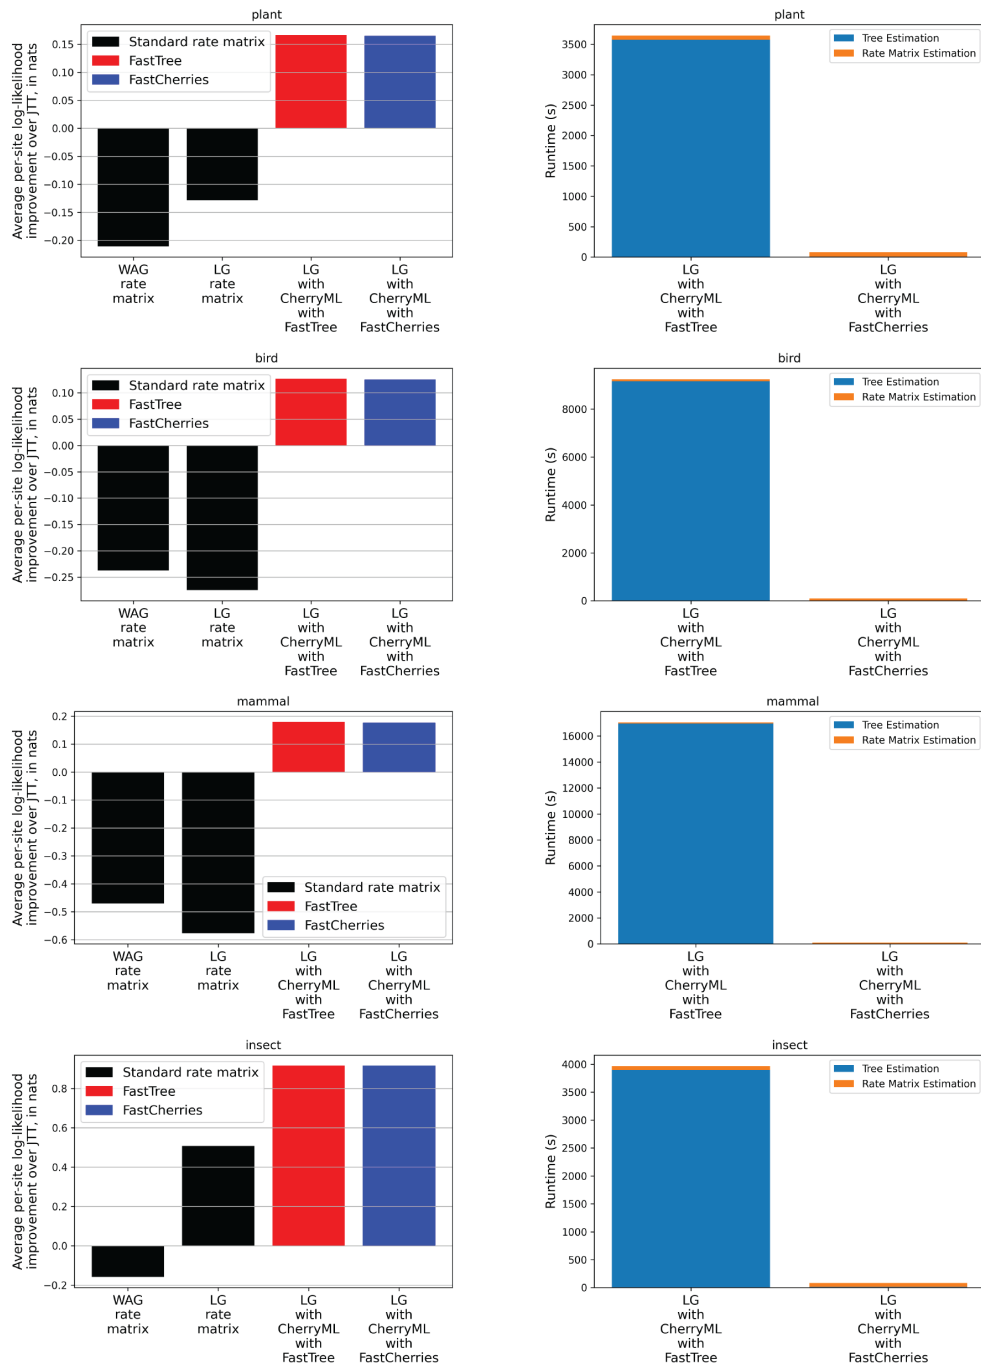 plant
Average per-site log-likelihood
improvement over JTT, in nats
0.15
0.10
0.05
0.00
−0.05
−0.10
−0.15
−0.20
Standard rate matrix
FastTree
FastCherries
WAG
rate
matrix
LG
rate
matrix
LG
with
CherryML
with
FastTree
LG
with
CherryML
with
FastCherries
plant
Runtime (s)
3500
3000
2500
2000
1500
1000
500
0
Tree Estimation
Rate Matrix Estimation
LG
with
CherryML
with
FastTree
LG
with
CherryML
with
FastCherries
bird
Average per-site log-likelihood
improvement over JTT, in nats
0.10
0.05
0.00
−0.05
−0.10
−0.15
−0.20
−0.25
Standard rate matrix
FastTree
FastCherries
WAG
rate
matrix
LG
rate
matrix
LG
with
CherryML
with
FastTree
LG
with
CherryML
with
FastCherries
bird
Runtime (s)
8000
6000
4000
2000
0
Tree Estimation
Rate Matrix Estimation
LG
with
CherryML
with
FastTree
LG
with
CherryML
with
FastCherries
mammal
Average per-site log-likelihood
improvement over JTT, in nats
0.2
0.1
0.0
−0.1
−0.2
−0.3
−0.4
−0.5
−0.6
Standard rate matrix
FastTree
FastCherries
WAG
rate
matrix
LG
rate
matrix
LG
with
CherryML
with
FastTree
LG
with
CherryML
with
FastCherries
mammal
Runtime (s)
16000
14000
12000
10000
8000
6000
4000
2000
0
Tree Estimation
Rate Matrix Estimation
LG
with
CherryML
with
FastTree
LG
with
CherryML
with
FastCherries
insect
Average per-site log-likelihood
improvement over JTT, in nats
0.8
0.6
0.4
0.2
0.0
−0.2
Standard rate matrix
FastTree
FastCherries
WAG
rate
matrix
LG
rate
matrix
LG
with
CherryML
with
FastTree
LG
with
CherryML
with
FastCherries
insect
Runtime (s)
4000
3500
3000
2500
2000
1500
1000
500
0
Tree Estimation
Rate Matrix Estimation
LG
with
CherryML
with
FastTree
LG
with
CherryML
with
FastCherries